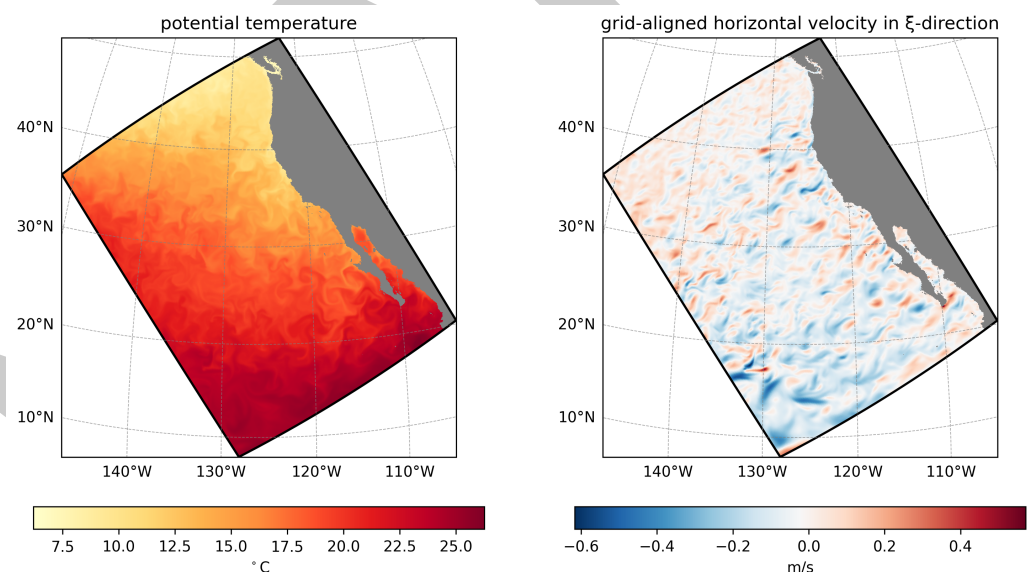 potential temperature
grid-aligned horizontal velocity in ξ-direction
40°N
30°N
20°N
10°N
140°W 130°W 120°W 110°W
40°N
30°N
20°N
10°N
140°W 130°W 120°W 110°W
7.5 10.0 12.5 15.0 17.5 20.0 22.5 25.0
°C
−0.6 −0.4 −0.2 0.0 0.2 0.4
m/s